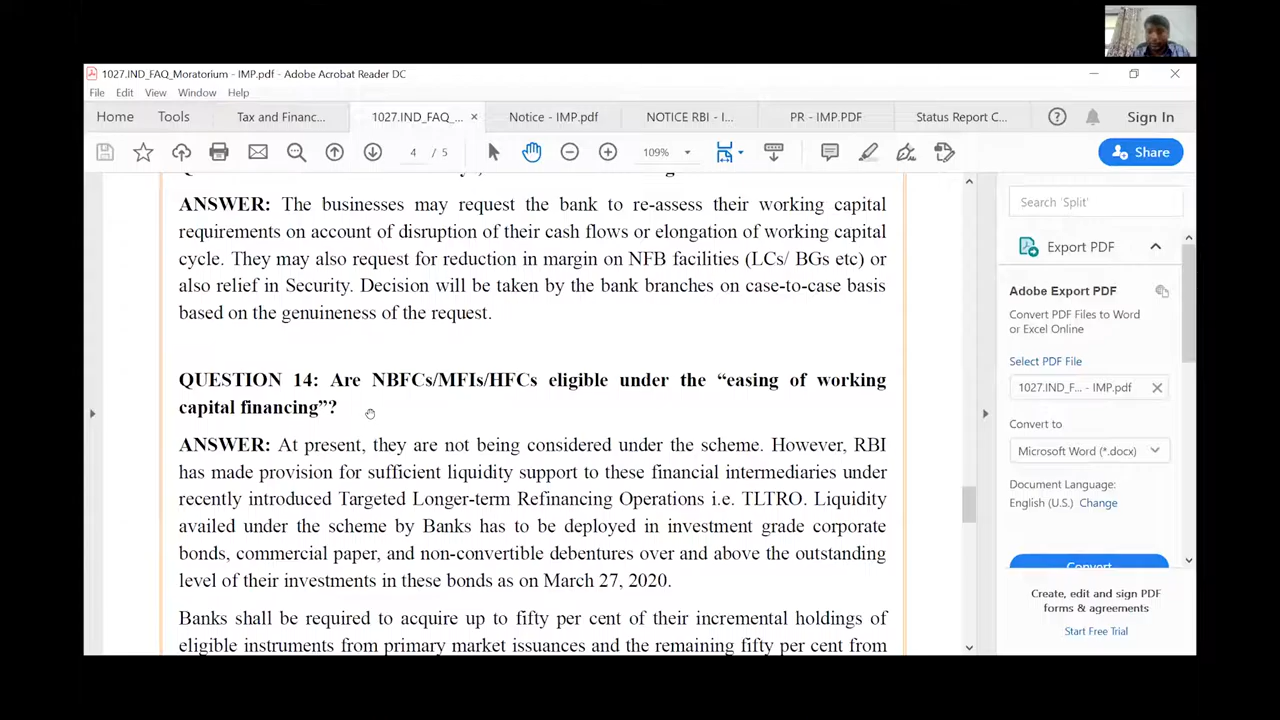 1027.IND_FAQ_Moratorium - IMP.pdf - Adobe Acrobat Reader DC
File Edit View Window Help
Home Tools Tax and Financ... 1027.IND_FAQ_... × Notice - IMP.pdf NOTICE RBI - I... PR - IMP.PDF Status Report C... Sign In
4 / 5 109% Share
ANSWER: The businesses may request the bank to re-assess their working capital
requirements on account of disruption of their cash flows or elongation of working capital
cycle. They may also request for reduction in margin on NFB facilities (LCs/ BGs etc) or
also relief in Security. Decision will be taken by the bank branches on case-to-case basis
based on the genuineness of the request.
QUESTION 14: Are NBFCs/MFIs/HFCs eligible under the “easing of working
capital financing”?
ANSWER: At present, they are not being considered under the scheme. However, RBI
has made provision for sufficient liquidity support to these financial intermediaries under
recently introduced Targeted Longer-term Refinancing Operations i.e. TLTRO. Liquidity
availed under the scheme by Banks has to be deployed in investment grade corporate
bonds, commercial paper, and non-convertible debentures over and above the outstanding
level of their investments in these bonds as on March 27, 2020.
Banks shall be required to acquire up to fifty per cent of their incremental holdings of
eligible instruments from primary market issuances and the remaining fifty per cent from
Search 'Split'
Export PDF
Adobe Export PDF
Convert PDF Files to Word
or Excel Online
Select PDF File
1027.IND_F... - IMP.pdf
Convert to
Microsoft Word (*.docx)
Document Language:
English (U.S.) Change
Convert
Create, edit and sign PDF
forms & agreements
Start Free Trial